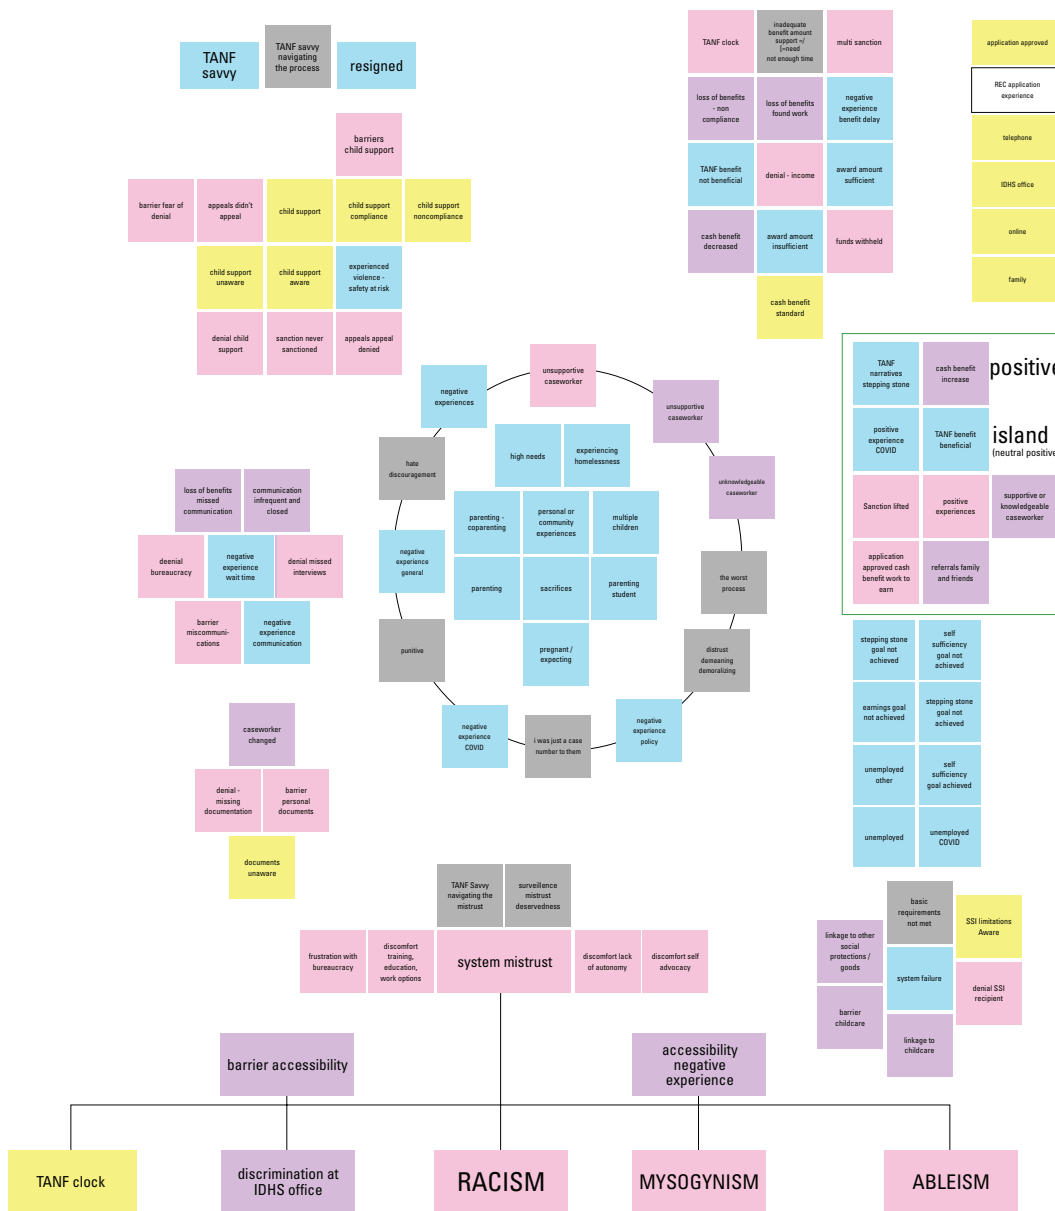 TANF
savvy
TANF savvy
navigating
the process
resigned
barriers
child support
barrier fear of
denial
appeals didn't
appeal
child support
child support
compliance
child support
noncompliance
child support
unaware
child support
aware
experienced
violence -
safety at risk
denial child
support
sanction never
sanctioned
appeals appeal
denied
TANF clock
inadequate
benefit amount
support =/
[=need
not enough time
multi sanction
loss of benefits
- non
compliance
loss of benefits
found work
negative
experience
benefit delay
TANF benefit
not beneficial
denial - income
award amount
sufficient
cash benefit
decreased
award amount
insufficient
funds withheld
cash benefit
standard
application approved
REC application
experience
telephone
IDHS office
online
family
TANF
narratives
stepping stone
cash benefit
increase
positive
positive
experience
COVID
TANF benefit
beneficial
island
(neutral positive
Sanction lifted
positive
experiences
supportive or
knowledgeable
caseworker
application
approved cash
benefit work to
earn
referrals family
and friends
unsupportive
caseworker
negative
experiences
unsupportive
caseworker
hate
discouragement
high needs
experiencing
homelessness
unknowledgeable
caseworker
parenting -
coparenting
personal or
community
experiences
multiple
children
negative
experience
general
parenting
sacrifices
parenting
student
the worst
process
punitive
pregnant /
expecting
distrust
demeaning
demoralizing
negative
experience
COVID
i was just a case
number to them
negative
experience
policy
loss of benefits
missed
communication
communication
infrequent and
closed
deenial
bureaucracy
negative
experience
wait time
denial missed
interviews
barrier
miscommuni-
cations
negative
experience
communication
caseworker
changed
denial -
missing
documentation
barrier
personal
documents
documents
unaware
stepping stone
goal not
achieved
self
sufficiency
goal not
achieved
earnings goal
not achieved
stepping stone
goal not
achieved
unemployed
other
self
sufficiency
goal achieved
unemployed
unemployed
COVID
TANF Savvy
navigating the
mistrust
surveillence
mistrust
deservedness
frustration with
bureaucracy
discomfort
training,
education,
work options
system mistrust
discomfort lack
of autonomy
discomfort self
advocacy
basic
requirements
not met
SSI limitations
Aware
linkage to other
social
protections /
goods
system failure
denial SSI
recipient
barrier
childcare
linkage to
childcare
barrier accessibility
accessibility
negative
experience
TANF clock
discrimination at
IDHS office
RACISM
MYSOGYNISM
ABLEISM